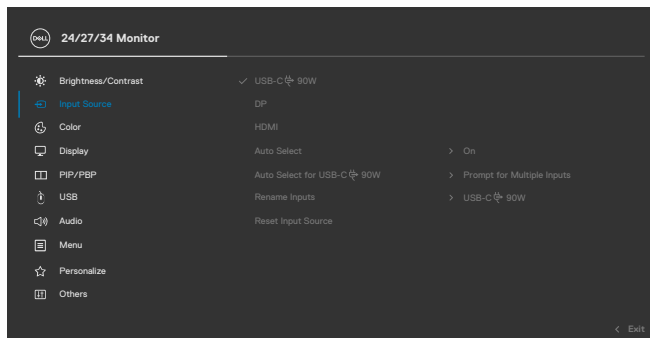 DELL 24/27/34 Monitor
Brightness/Contrast USB-C 90W
Input Source DP
Color HDMI
Display Auto Select On
PIP/PBP Auto Select for USB-C 90W Prompt for Multiple Inputs
USB Rename Inputs USB-C 90W
Audio Reset Input Source
Menu
Personalize
Others
Exit